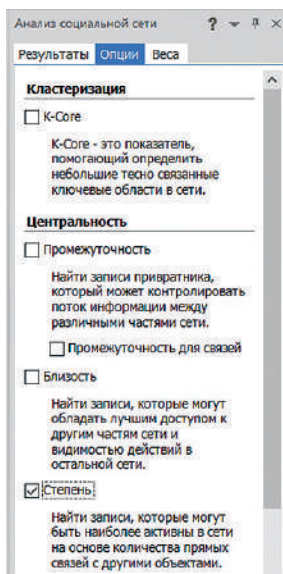 Анализ социальной сети
Результаты Опции Веса
Кластеризация
K-Core
K-Core - это показатель,
помогающий определить
небольшие тесно связанные
ключевые области в сети.
Центральность
Промежуточность
Найти записи привратника,
который может контролировать
поток информации между
различными частями сети.
Промежуточность для связей
Близость
Найти записи, которые могут
обладать лучшим доступом к
другим частям сети и
видимостью действий в
остальной сети.
Степень
Найти записи, которые могут
быть наиболее активны в сети
на основе количества прямых
связей с другими объектами.